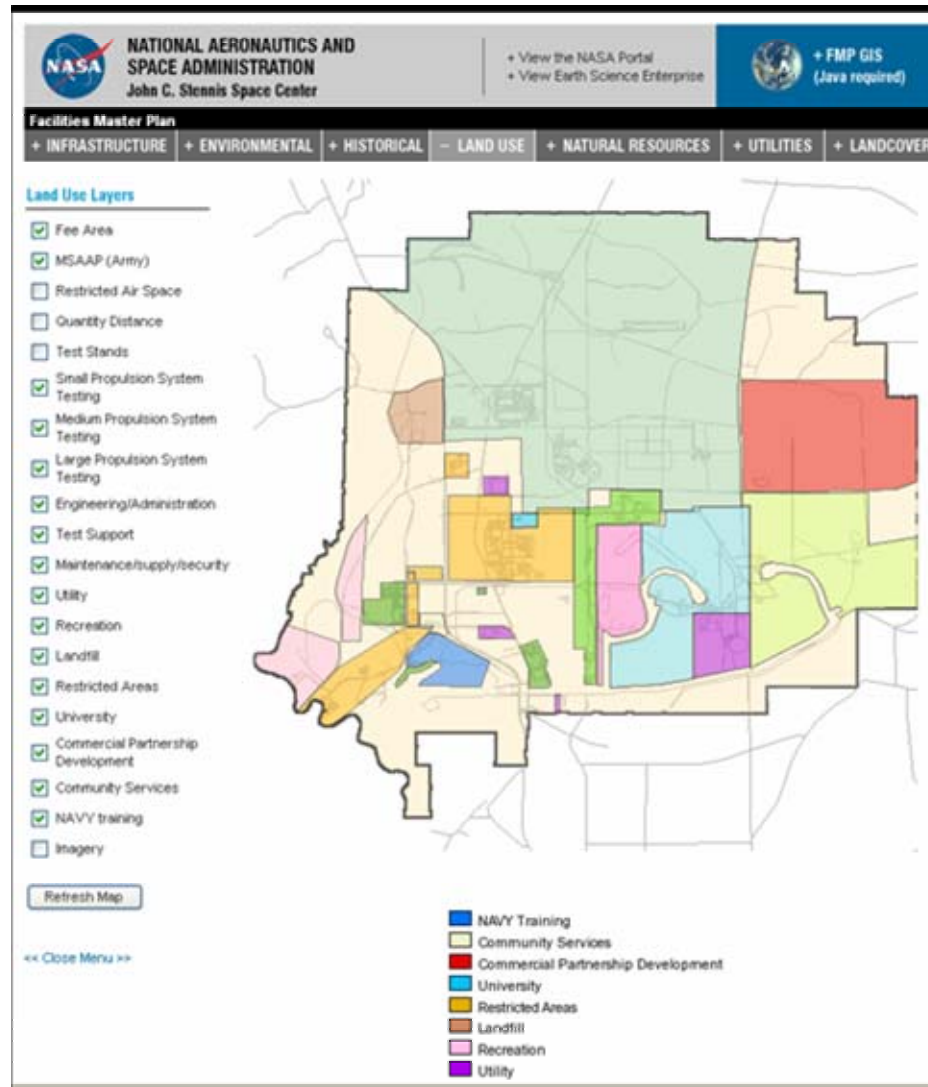 NASA
NATIONAL AERONAUTICS AND
SPACE ADMINISTRATION
John C. Stennis Space Center
+ View the NASA Portal
+ View Earth Science Enterprise
+ FMP GIS
(Java required)
Facilities Master Plan
+ INFRASTRUCTURE + ENVIRONMENTAL + HISTORICAL – LAND USE + NATURAL RESOURCES + UTILITIES + LANDCOVER
Land Use Layers
Fee Area
MSAAP (Army)
Restricted Air Space
Quantity Distance
Test Stands
Small Propulsion System
Testing
Medium Propulsion System
Testing
Large Propulsion System
Testing
Engineering/Administration
Test Support
Maintenance/supply/security
Utility
Recreation
Landfill
Restricted Areas
University
Commercial Partnership
Development
Community Services
NAVY training
Imagery
Refresh Map
<< Close Menu >>
NAVY Training
Community Services
Commercial Partnership Development
University
Restricted Areas
Landfill
Recreation
Utility